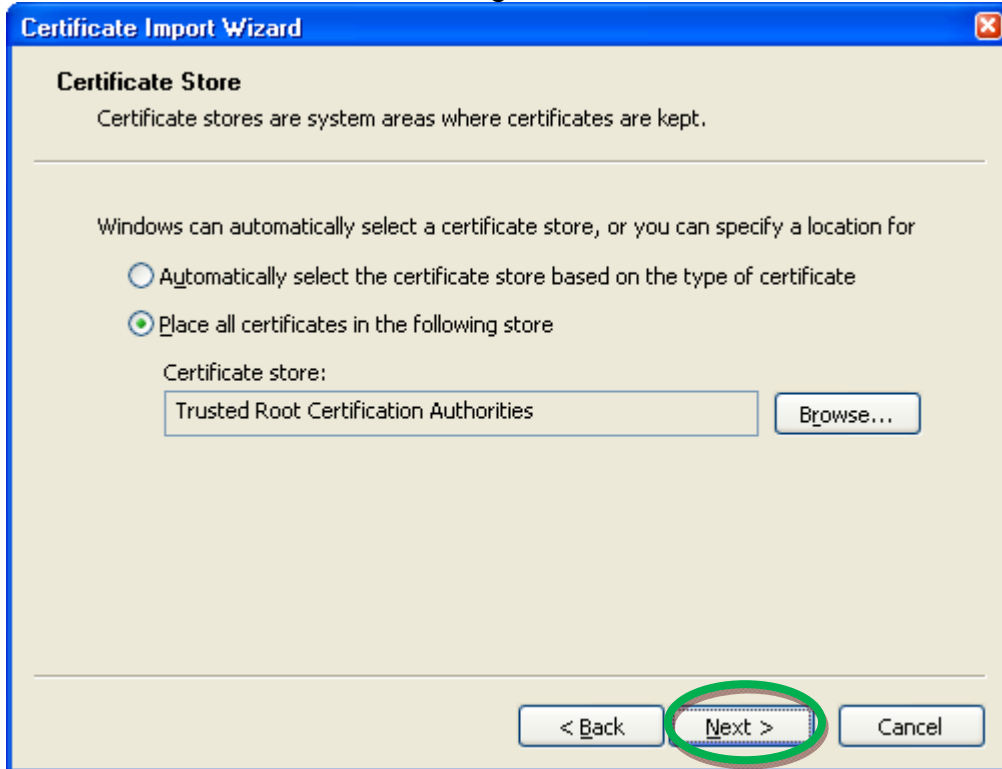 Certificate Import Wizard
Certificate Store
Certificate stores are system areas where certificates are kept.
Windows can automatically select a certificate store, or you can specify a location for
Automatically select the certificate store based on the type of certificate
Place all certificates in the following store
Certificate store:
Trusted Root Certification Authorities
Browse...
< Back
Next >
Cancel